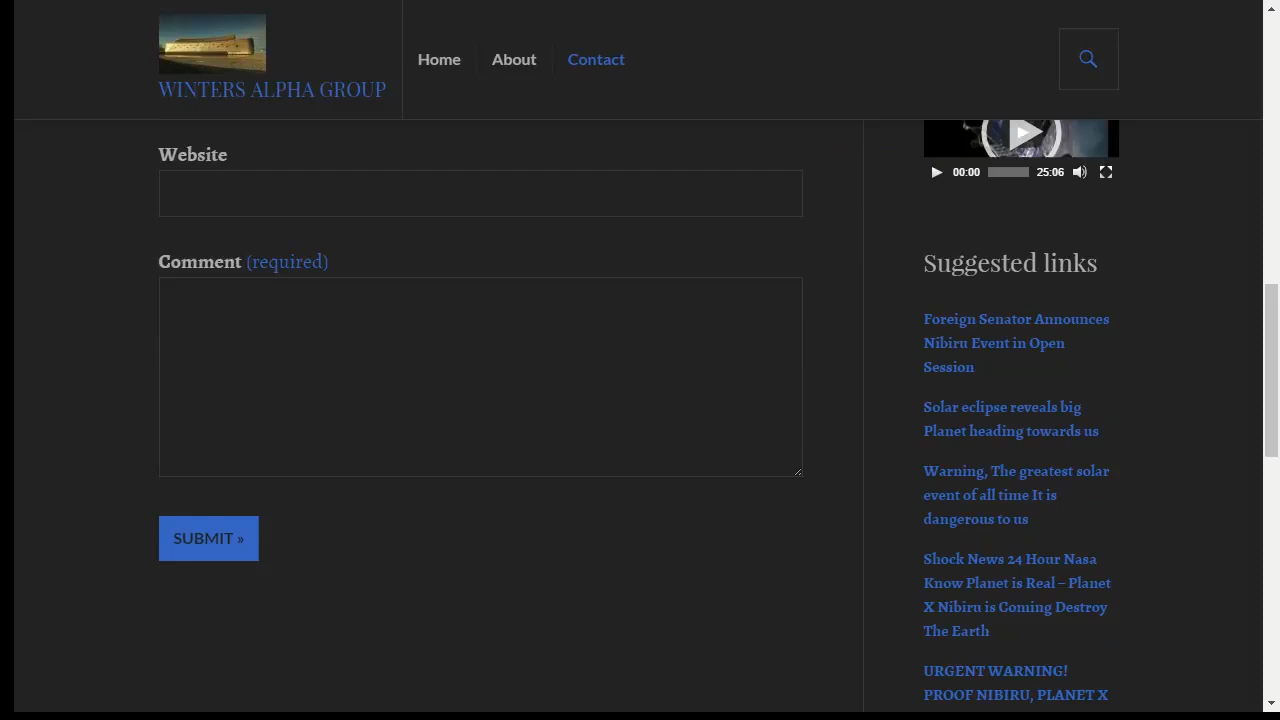 WINTERS ALPHA GROUP
Home
About
Contact
Website
Comment (required)
SUBMIT »
00:00
25:06
Suggested links
Foreign Senator Announces
Nibiru Event in Open
Session
Solar eclipse reveals big
Planet heading towards us
Warning, The greatest solar
event of all time It is
dangerous to us
Shock News 24 Hour Nasa
Know Planet is Real – Planet
X Nibiru is Coming Destroy
The Earth
URGENT WARNING!
PROOF NIBIRU, PLANET X